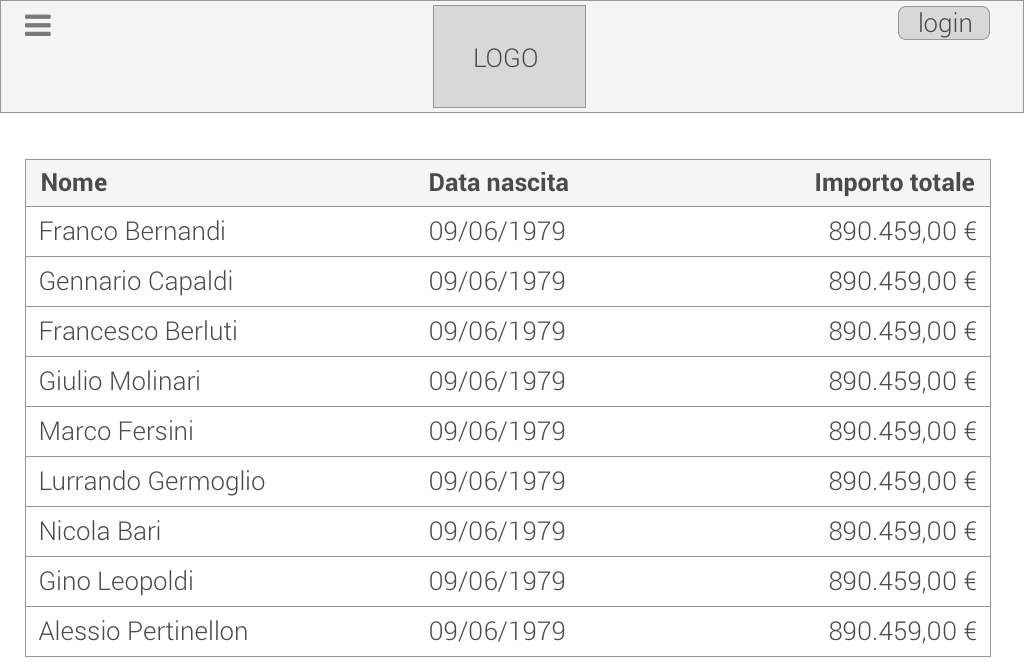 LOGO login
Nome Data nascita Importo totale
Franco Bernandi 09/06/1979 890.459,00 €
Gennario Capaldi 09/06/1979 890.459,00 €
Francesco Berluti 09/06/1979 890.459,00 €
Giulio Molinari 09/06/1979 890.459,00 €
Marco Fersini 09/06/1979 890.459,00 €
Lurrando Germoglio 09/06/1979 890.459,00 €
Nicola Bari 09/06/1979 890.459,00 €
Gino Leopoldi 09/06/1979 890.459,00 €
Alessio Pertinellon 09/06/1979 890.459,00 €